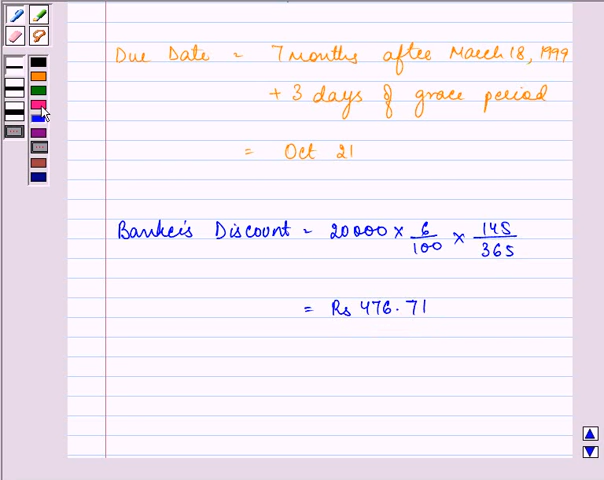 Due Date = 7 months after March 18, 1999
+ 3 days of grace period
= Oct 21
Banker's Discount = 20000 × 6/100 × 145/365
= Rs 476.71